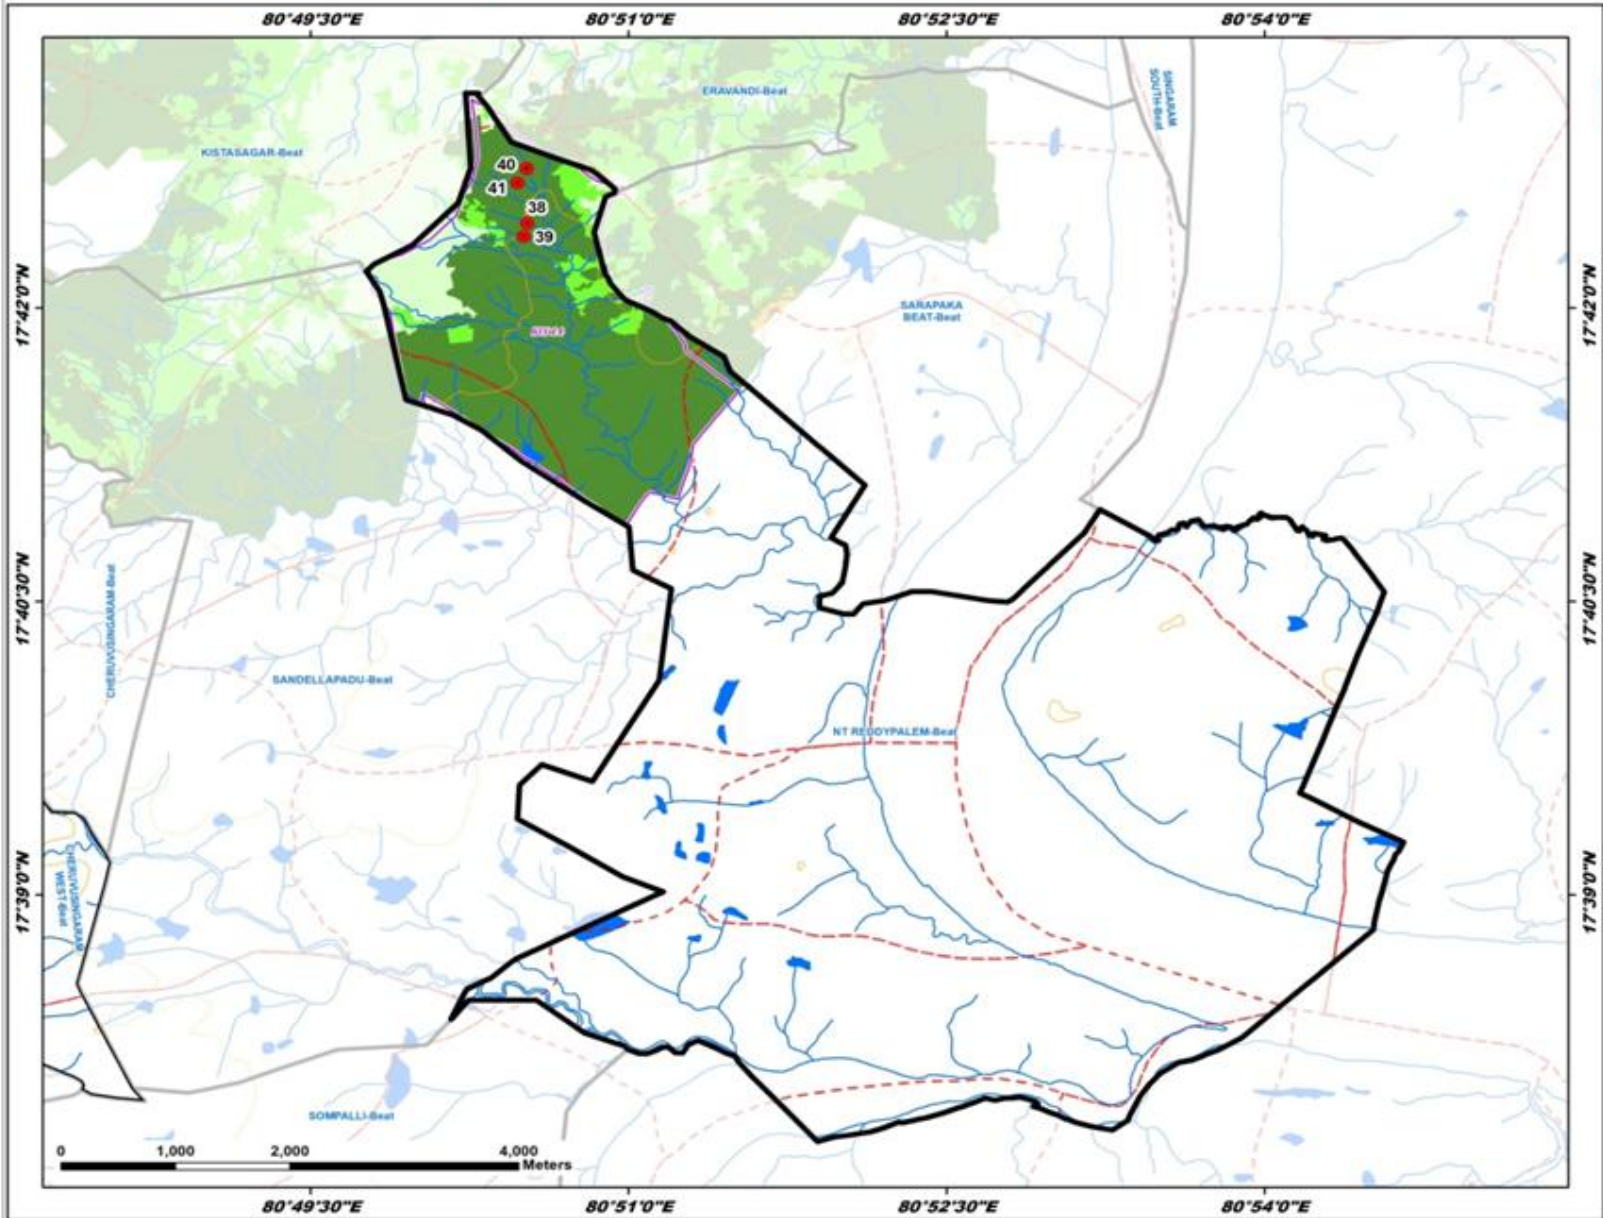 80°49'30"E 80°51'0"E 80°52'30"E 80°54'0"E
ERAVANDI-Beat
SINGARAM
SOUTH-Beat
KISTASAGAR-Beat
40
41
38
39
17°42'0"N
17°42'0"N
SARAPAKA
BEAT-Beat
17°40'30"N
17°40'30"N
CHERUVUSINGARAM-Beat
SANDELLAPADU-Beat
NT REDDYPALEM-Beat
17°39'0"N
17°39'0"N
CHERUVUSINGARAM
WEST-Beat
SOMPALLI-Beat
0 1,000 2,000 4,000
Meters
80°49'30"E 80°51'0"E 80°52'30"E 80°54'0"E